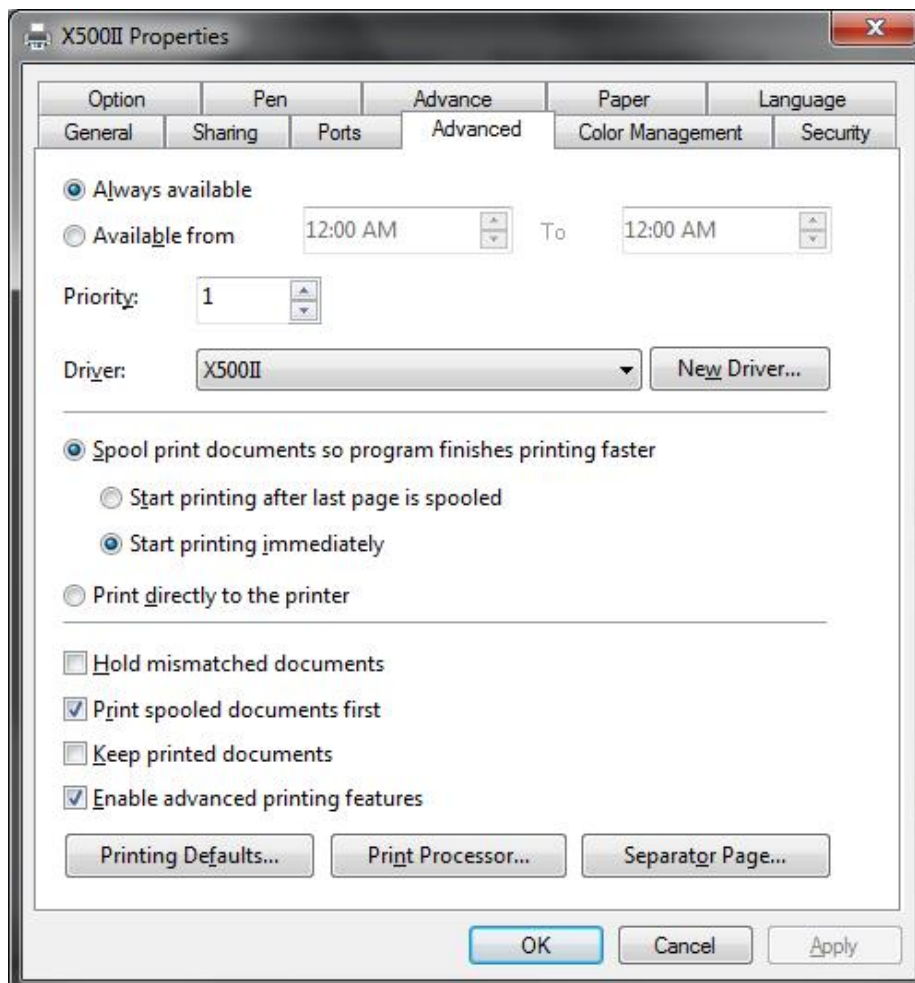 X500II Properties
Option Pen Advance Paper Language
General Sharing Ports Advanced Color Management Security
Always available
Available from 12:00 AM To 12:00 AM
Priority: 1
Driver: X500II New Driver...
Spool print documents so program finishes printing faster
Start printing after last page is spooled
Start printing immediately
Print directly to the printer
Hold mismatched documents
Print spooled documents first
Keep printed documents
Enable advanced printing features
Printing Defaults... Print Processor... Separator Page...
OK Cancel Apply